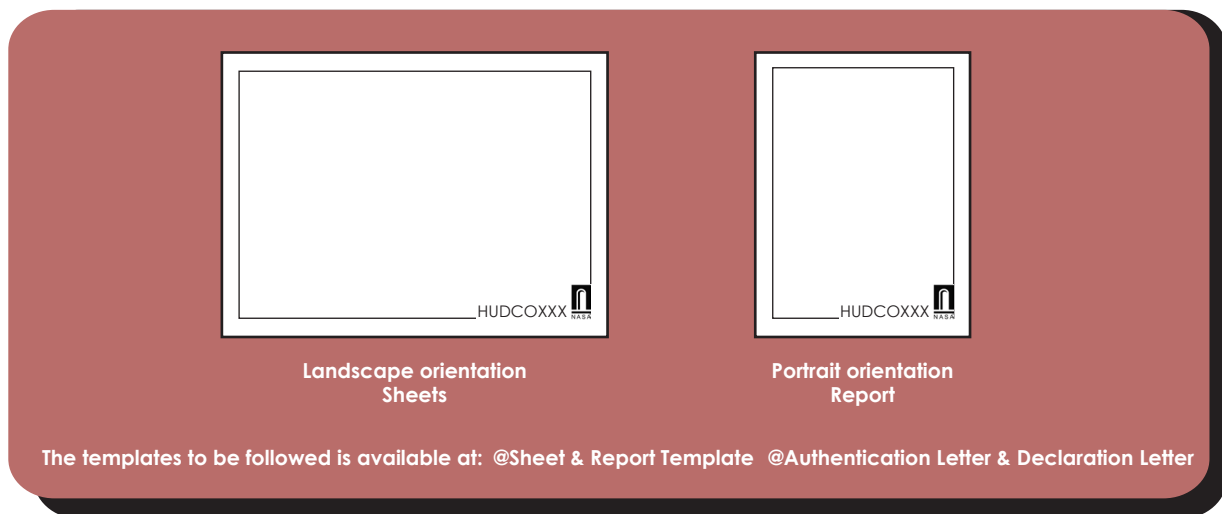 HUDCOXXX
NASA
HUDCOXXX
NASA
Landscape orientation
Sheets
Portrait orientation
Report
The templates to be followed is available at: @Sheet & Report Template @Authentication Letter & Declaration Letter